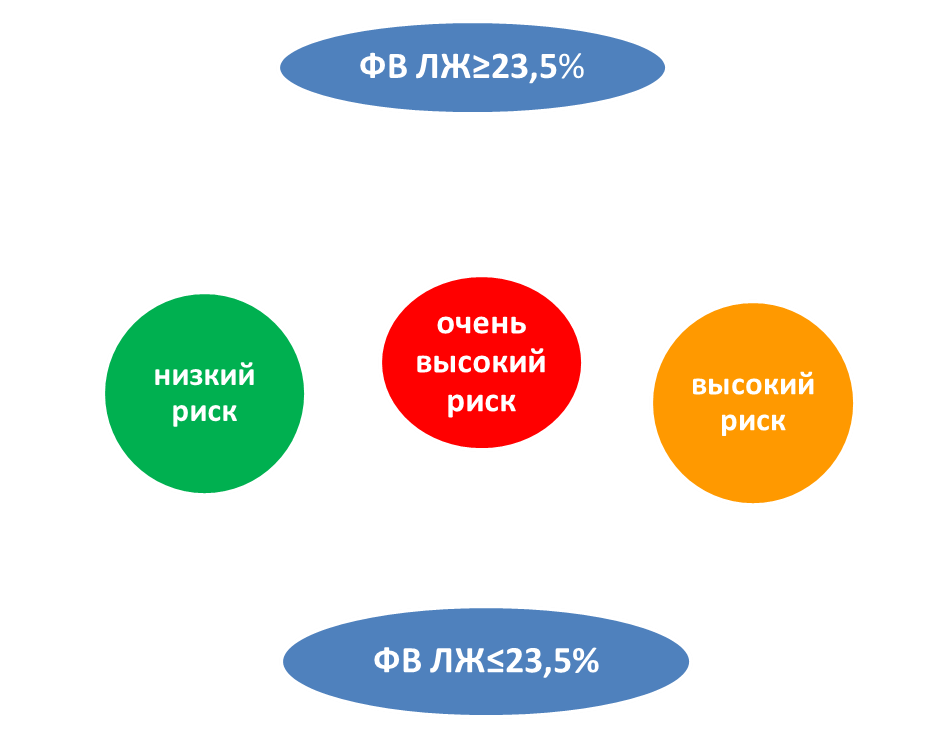 ФВ ЛЖ≥23,5%
низкий
риск
очень
высокий
риск
высокий
риск
ФВ ЛЖ≤23,5%